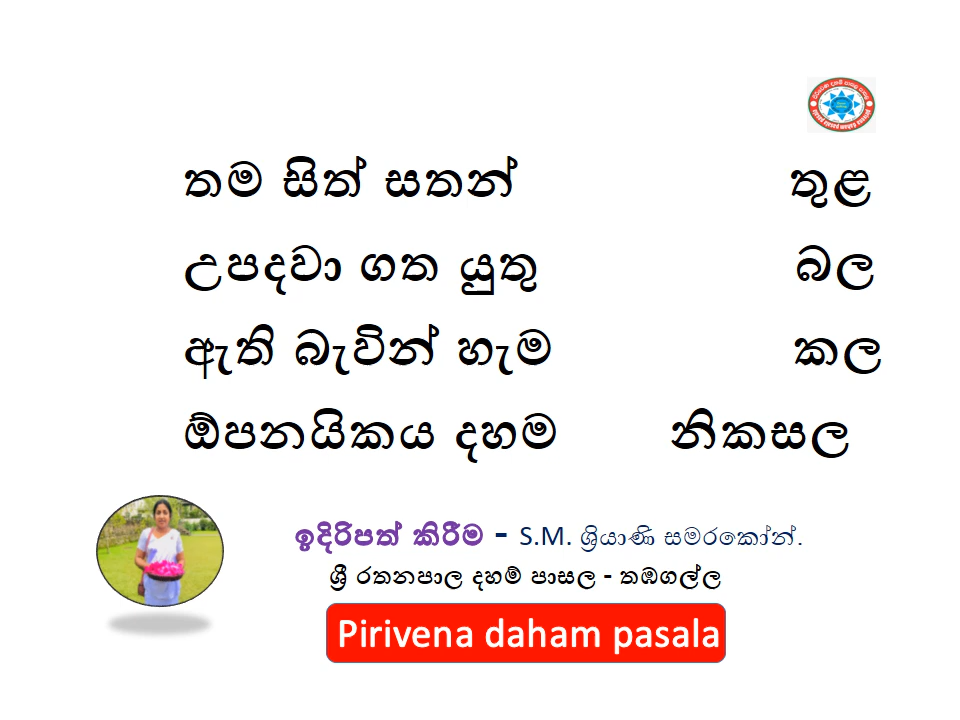 තම සිත් සතන් තුළ
උපදවා ගත යුතු බල
ඇති බැවින් හැම කල
ඕපනයිකය දහම නිකසල
ඉදිරිපත් කිරීම - S.M. ශ්‍රියාණි සමරකෝන්.
ශ්‍රී රතනපාල දහම් පාසල - තඹගල්ල
Pirivena daham pasala